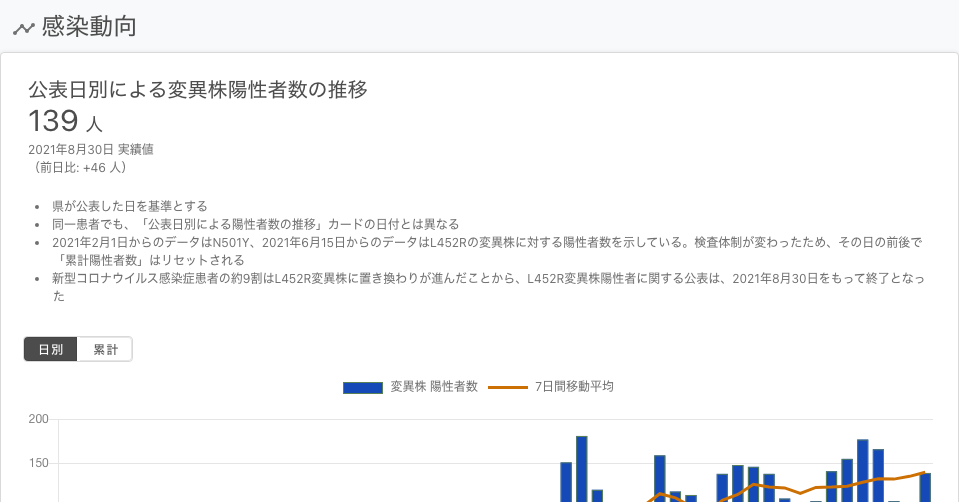 感染動向
公表日別による変異株陽性者数の推移
139 人
2021年8月30日 実績値
（前日比: +46 人）
• 県が公表した日を基準とする
• 同一患者でも、「公表日別による陽性者数の推移」カードの日付とは異なる
• 2021年2月1日からのデータはN501Y、2021年6月15日からのデータはL452Rの変異株に対する陽性者数を示している。検査体制が変わったため、その日の前後で
「累計陽性者数」はリセットされる
• 新型コロナウイルス感染症患者の約9割はL452R変異株に置き換わりが進んだことから、L452R変異株陽性者に関する公表は、2021年8月30日をもって終了となっ
た
日別 累計
変異株 陽性者数 7日間移動平均
200
150